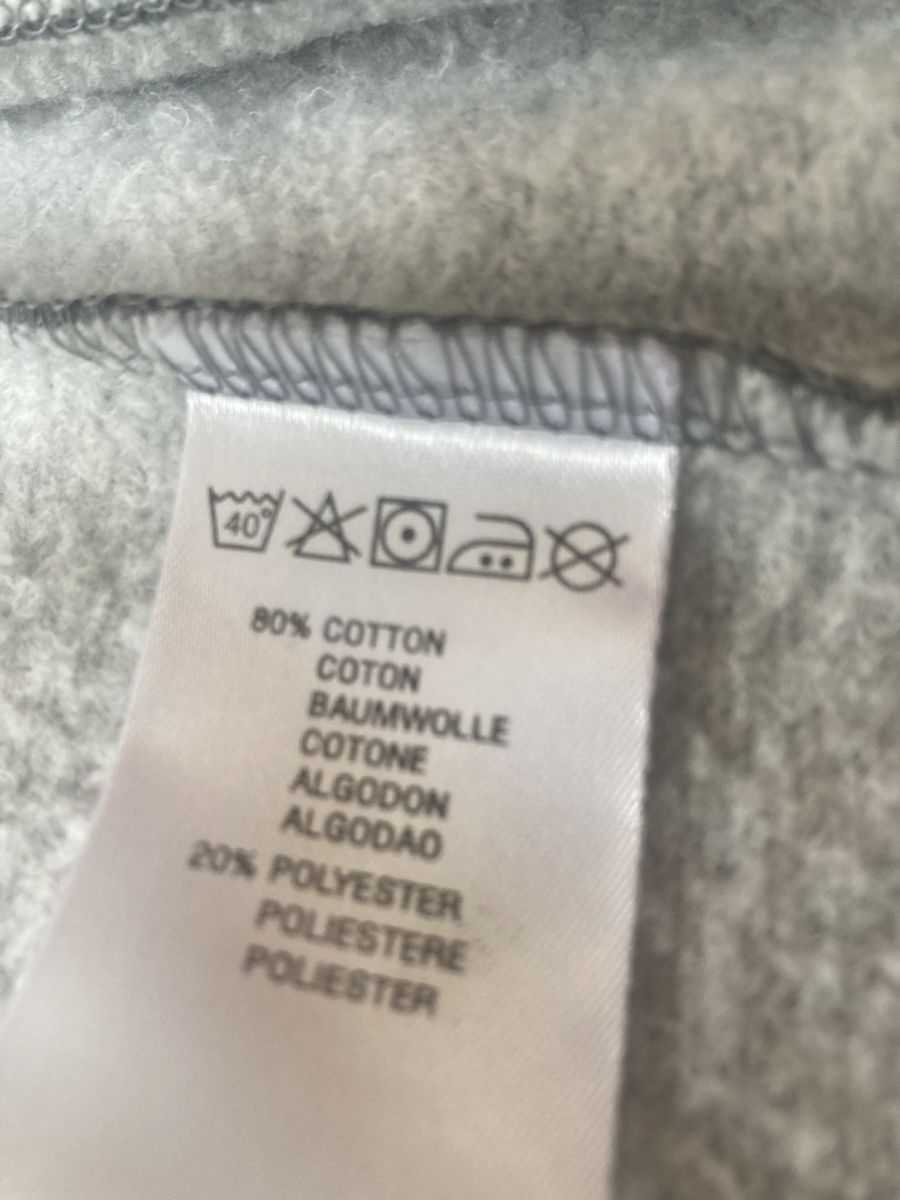 40°
80% COTTON
COTON
BAUMWOLLE
COTONE
ALGODON
ALGODAO
20% POLYESTER
POLIESTERE
POLIESTER